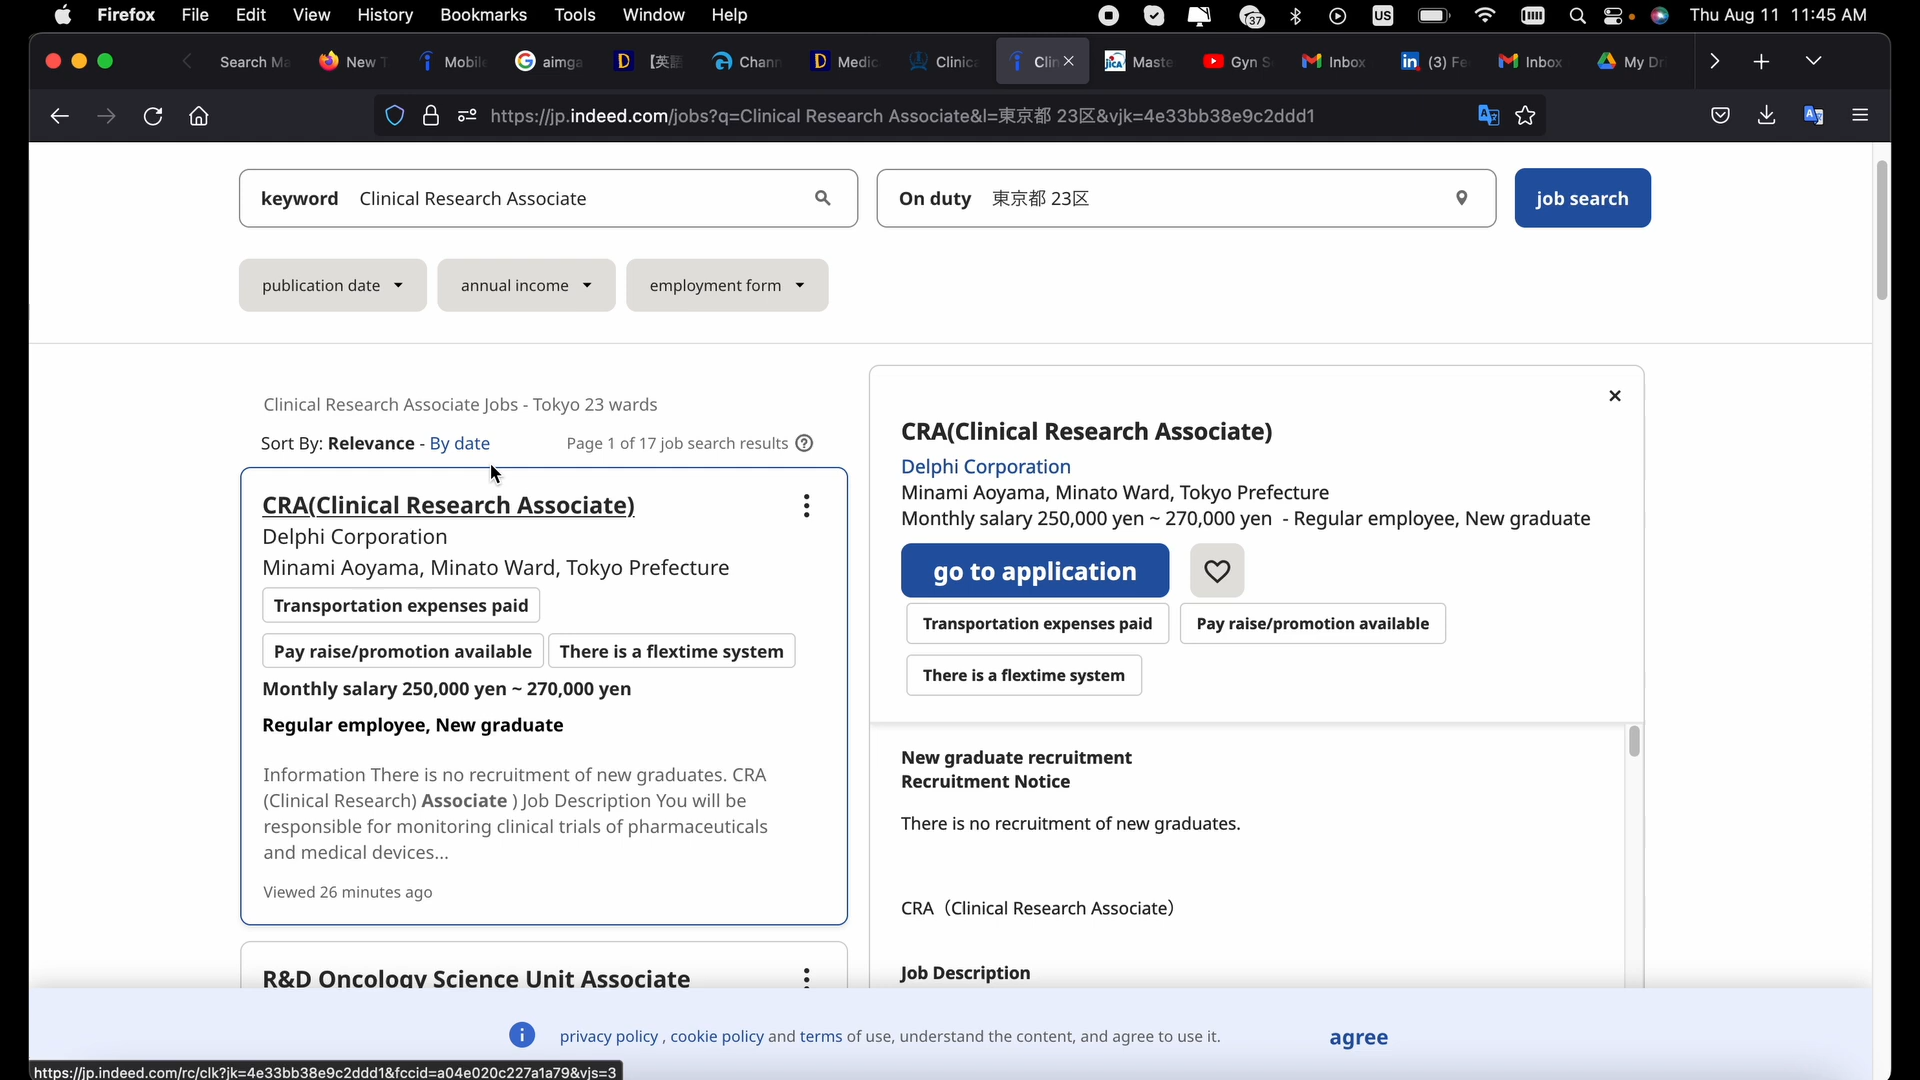 Firefox File Edit View History Bookmarks Tools Window Help
37
US
Thu Aug 11 11:45 AM
Search Ma
New T
Mobile
aimga
【英語
Chann
Medic
Clinica
Clin
Maste
Gyn S
Inbox
(3) Fe
Inbox
My Dr
https://jp.indeed.com/jobs?q=Clinical Research Associate&l=東京都 23区&vjk=4e33bb38e9c2ddd1
keyword Clinical Research Associate
On duty 東京都 23区
job search
publication date
annual income
employment form
Clinical Research Associate Jobs - Tokyo 23 wards
Sort By: Relevance - By date
Page 1 of 17 job search results
CRA(Clinical Research Associate)
Delphi Corporation
Minami Aoyama, Minato Ward, Tokyo Prefecture
Transportation expenses paid
Pay raise/promotion available
There is a flextime system
Monthly salary 250,000 yen ~ 270,000 yen
Regular employee, New graduate
Information There is no recruitment of new graduates. CRA
(Clinical Research) Associate ) Job Description You will be
responsible for monitoring clinical trials of pharmaceuticals
and medical devices...
Viewed 26 minutes ago
R&D Oncology Science Unit Associate
CRA(Clinical Research Associate)
Delphi Corporation
Minami Aoyama, Minato Ward, Tokyo Prefecture
Monthly salary 250,000 yen ~ 270,000 yen - Regular employee, New graduate
go to application
Transportation expenses paid
Pay raise/promotion available
There is a flextime system
New graduate recruitment
Recruitment Notice
There is no recruitment of new graduates.
CRA（Clinical Research Associate）
Job Description
privacy policy , cookie policy and terms of use, understand the content, and agree to use it.
agree
https://jp.indeed.com/rc/clk?jk=4e33bb38e9c2ddd1&fccid=a04e020c227a1a79&vjs=3